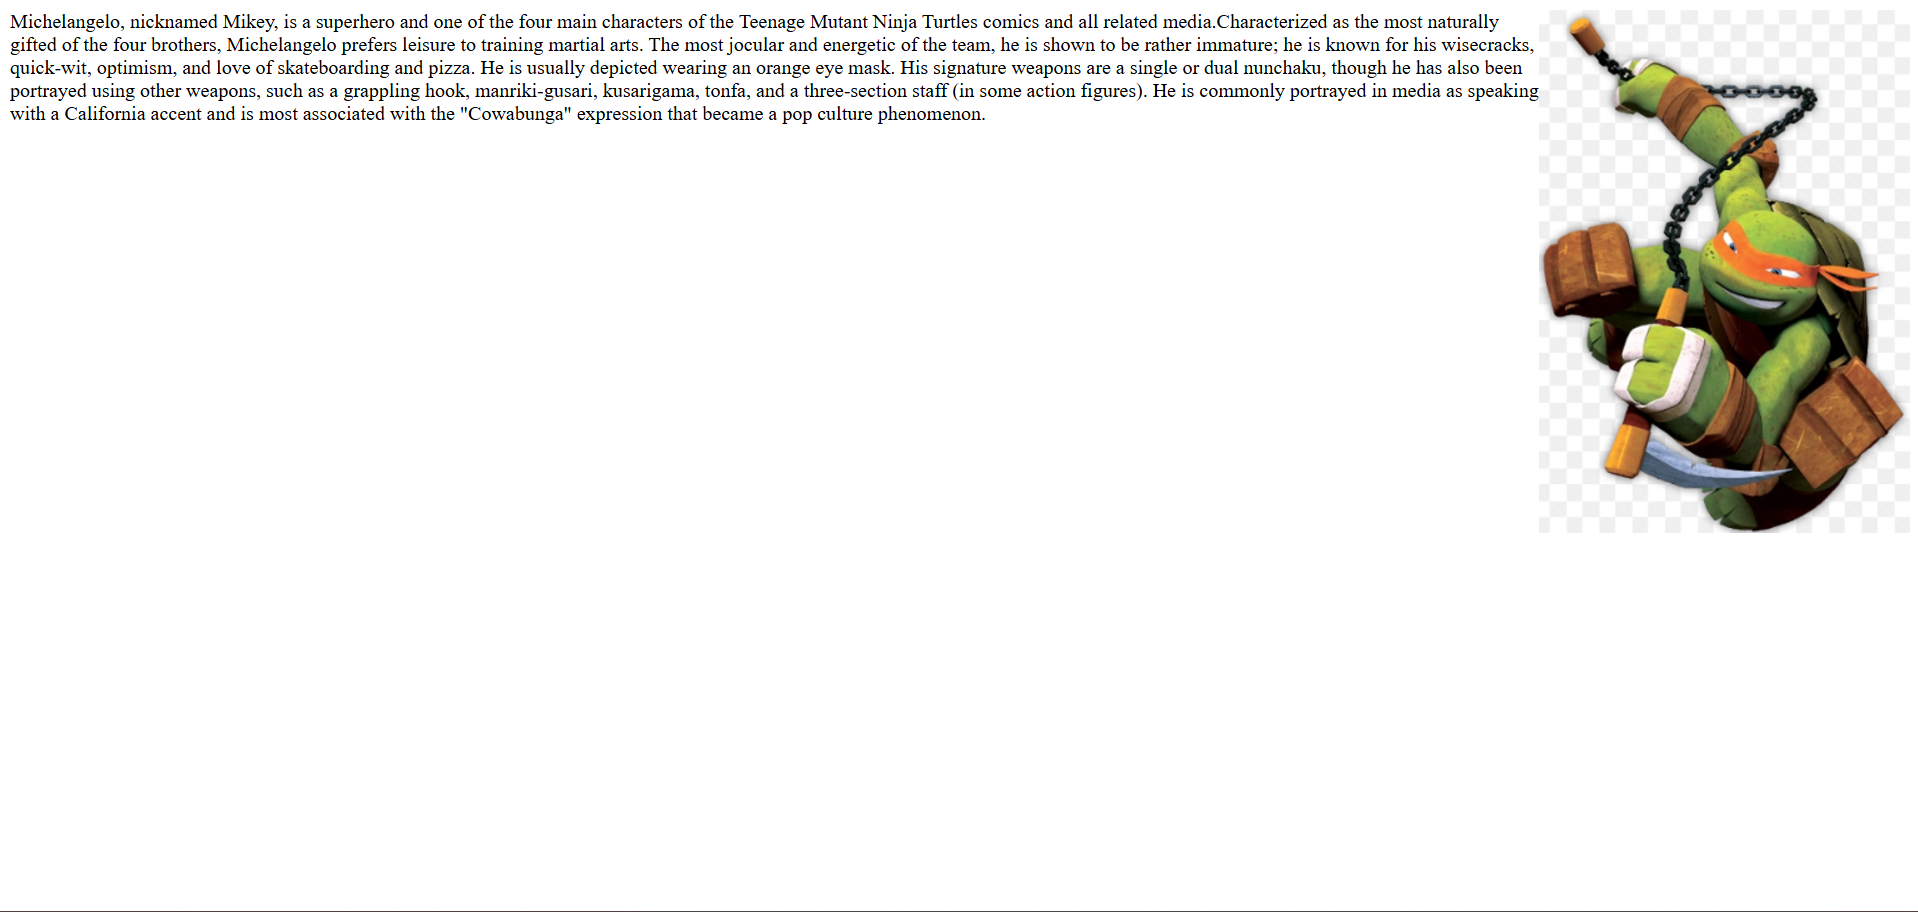 Michelangelo, nicknamed Mikey, is a superhero and one of the four main characters of the Teenage Mutant Ninja Turtles comics and all related media.Characterized as the most naturally
gifted of the four brothers, Michelangelo prefers leisure to training martial arts. The most jocular and energetic of the team, he is shown to be rather immature; he is known for his wisecracks,
quick-wit, optimism, and love of skateboarding and pizza. He is usually depicted wearing an orange eye mask. His signature weapons are a single or dual nunchaku, though he has also been
portrayed using other weapons, such as a grappling hook, manriki-gusari, kusarigama, tonfa, and a three-section staff (in some action figures). He is commonly portrayed in media as speaking
with a California accent and is most associated with the "Cowabunga" expression that became a pop culture phenomenon.